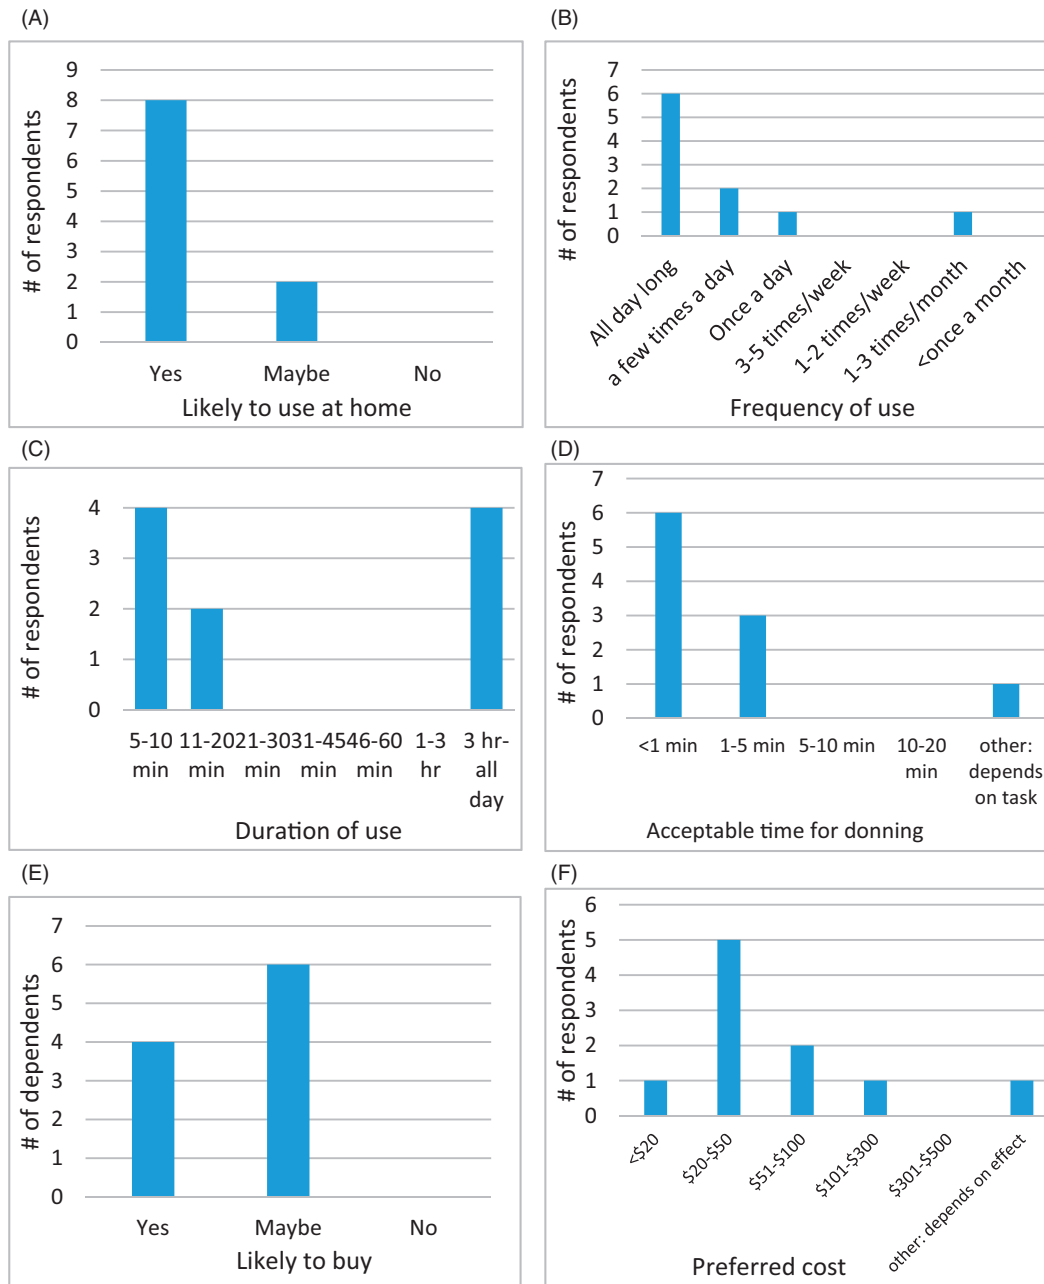 (A)
9
8
7
6
5
4
3
2
1
0
# of respondents
Yes Maybe No
Likely to use at home
(B)
7
6
5
4
3
2
1
0
# of respondents
All day long
a few times a day
Once a day
3-5 times/week
1-2 times/week
1-3 times/month
<once a month
Frequency of use
(C)
4
3
2
1
0
# of respondents
5-10 11-20 21-30 31-45 46-60 1-3 3 hr-
min min min min min hr all
day
Duration of use
(D)
7
6
5
4
3
2
1
0
# of respondents
<1 min 1-5 min 5-10 min 10-20 other:
min depends
on task
Acceptable time for donning
(E)
7
6
5
4
3
2
1
0
# of dependents
Yes Maybe No
Likely to buy
(F)
6
5
4
3
2
1
0
# of respondents
<$20
$20-$50
$51-$100
$101-$300
$301-$500
other: depends on effect
Preferred cost